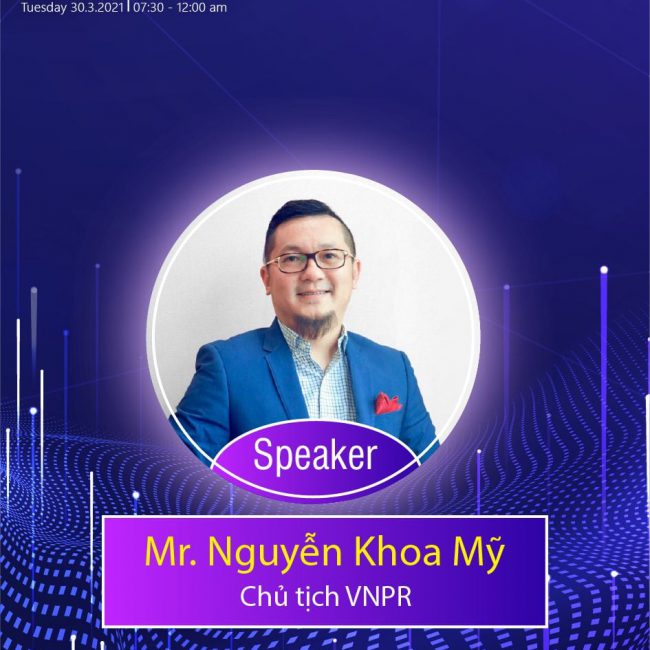 Tuesday 30.3.2021 | 07:30 - 12:00 am
Speaker
Mr. Nguyễn Khoa Mỹ
Chủ tịch VNPR